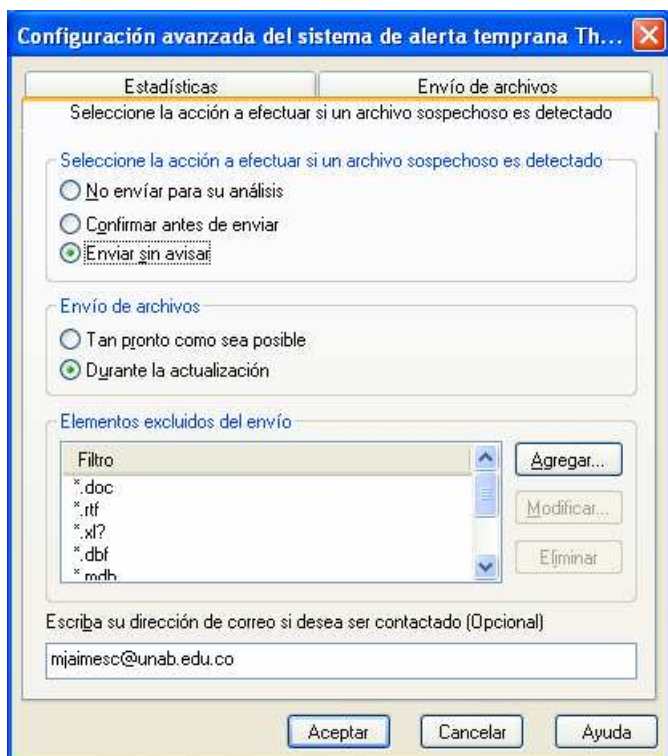 Configuración avanzada del sistema de alerta temprana Th...
Estadísticas
Envío de archivos
Seleccione la acción a efectuar si un archivo sospechoso es detectado
Seleccione la acción a efectuar si un archivo sospechoso es detectado
No envíar para su análisis
Confirmar antes de enviar
Enviar sin avisar
Envío de archivos
Tan pronto como sea posible
Durante la actualización
Elementos excluidos del envío
Filtro
*.doc
*.rtf
*.xl?
*.dbf
*.mdb
Agregar...
Modificar...
Eliminar
Escriba su dirección de correo si desea ser contactado (Opcional)
mjaimesc@unab.edu.co
Aceptar
Cancelar
Ayuda